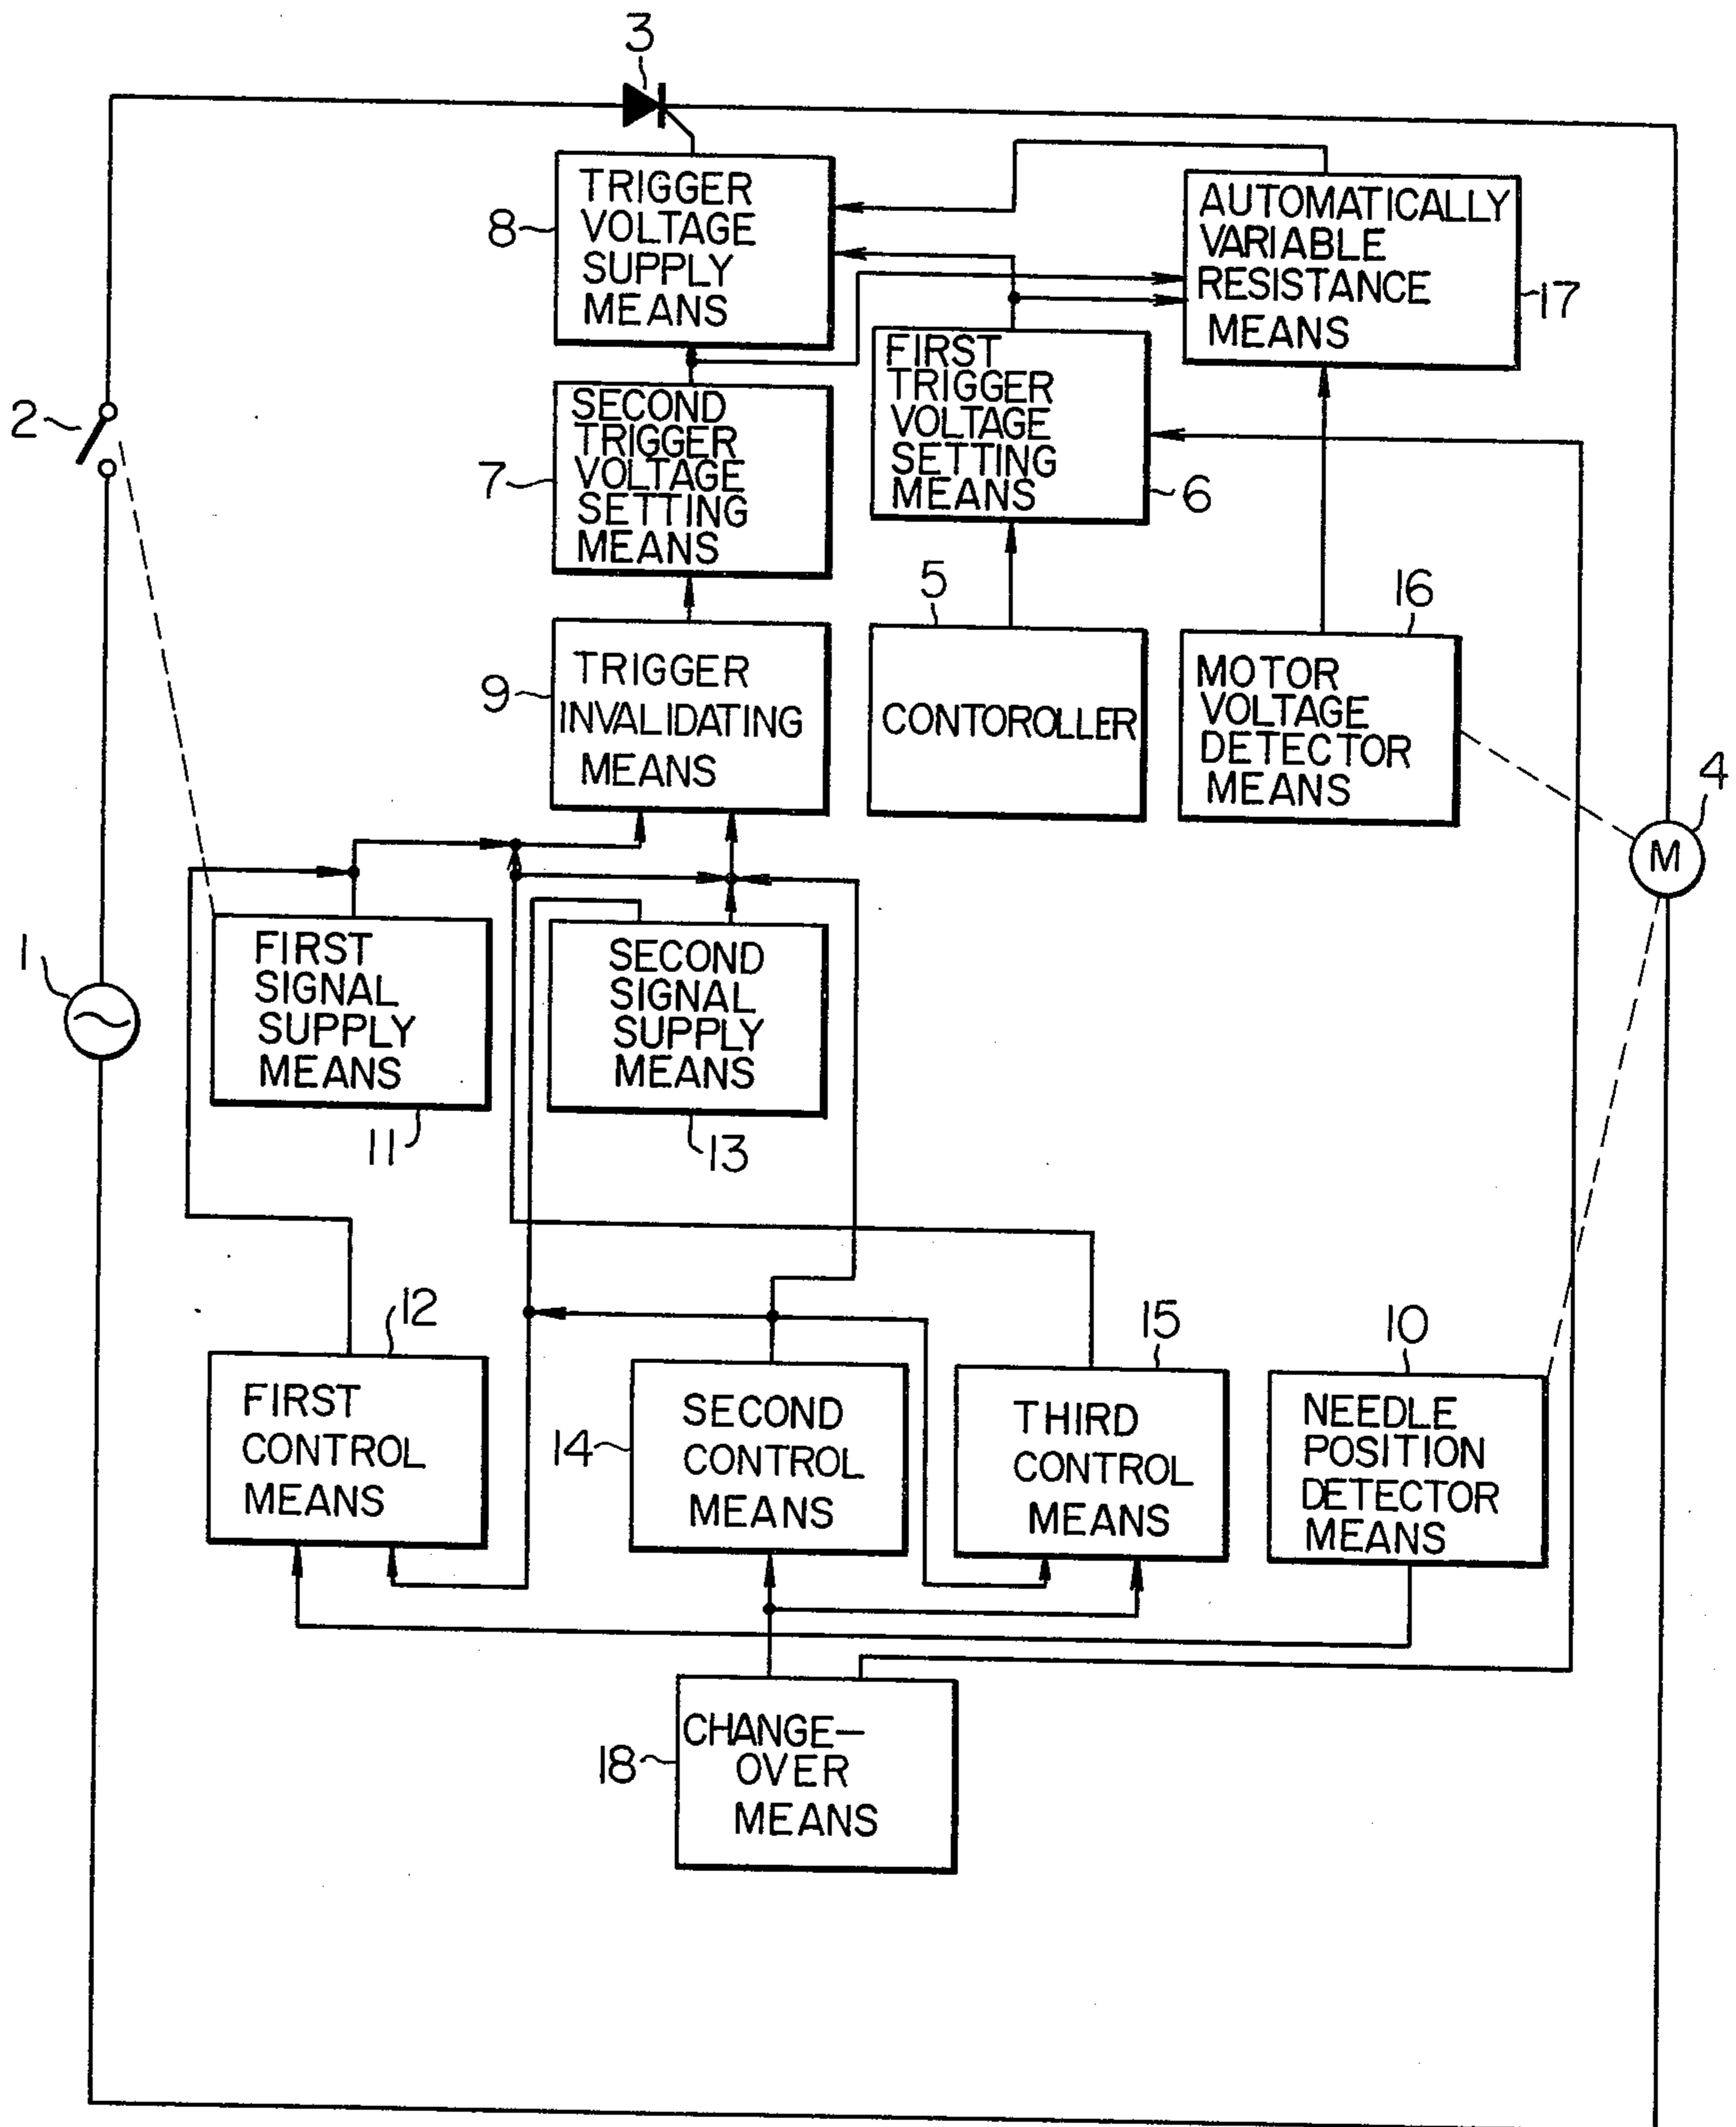 3
TRIGGER
VOLTAGE
SUPPLY
MEANS
8
AUTOMATICALLY
VARIABLE
RESISTANCE
MEANS
17
2
SECOND
TRIGGER
VOLTAGE
SETTING
MEANS
7
FIRST
TRIGGER
VOLTAGE
SETTING
MEANS
6
5
16
TRIGGER
INVALIDATING
MEANS
9
CONTOROLLER
MOTOR
VOLTAGE
DETECTOR
MEANS
4
M
1
FIRST
SIGNAL
SUPPLY
MEANS
11
SECOND
SIGNAL
SUPPLY
MEANS
13
12
15
10
FIRST
CONTROL
MEANS
14
SECOND
CONTROL
MEANS
THIRD
CONTROL
MEANS
NEEDLE
POSITION
DETECTOR
MEANS
18
CHANGE-
OVER
MEANS